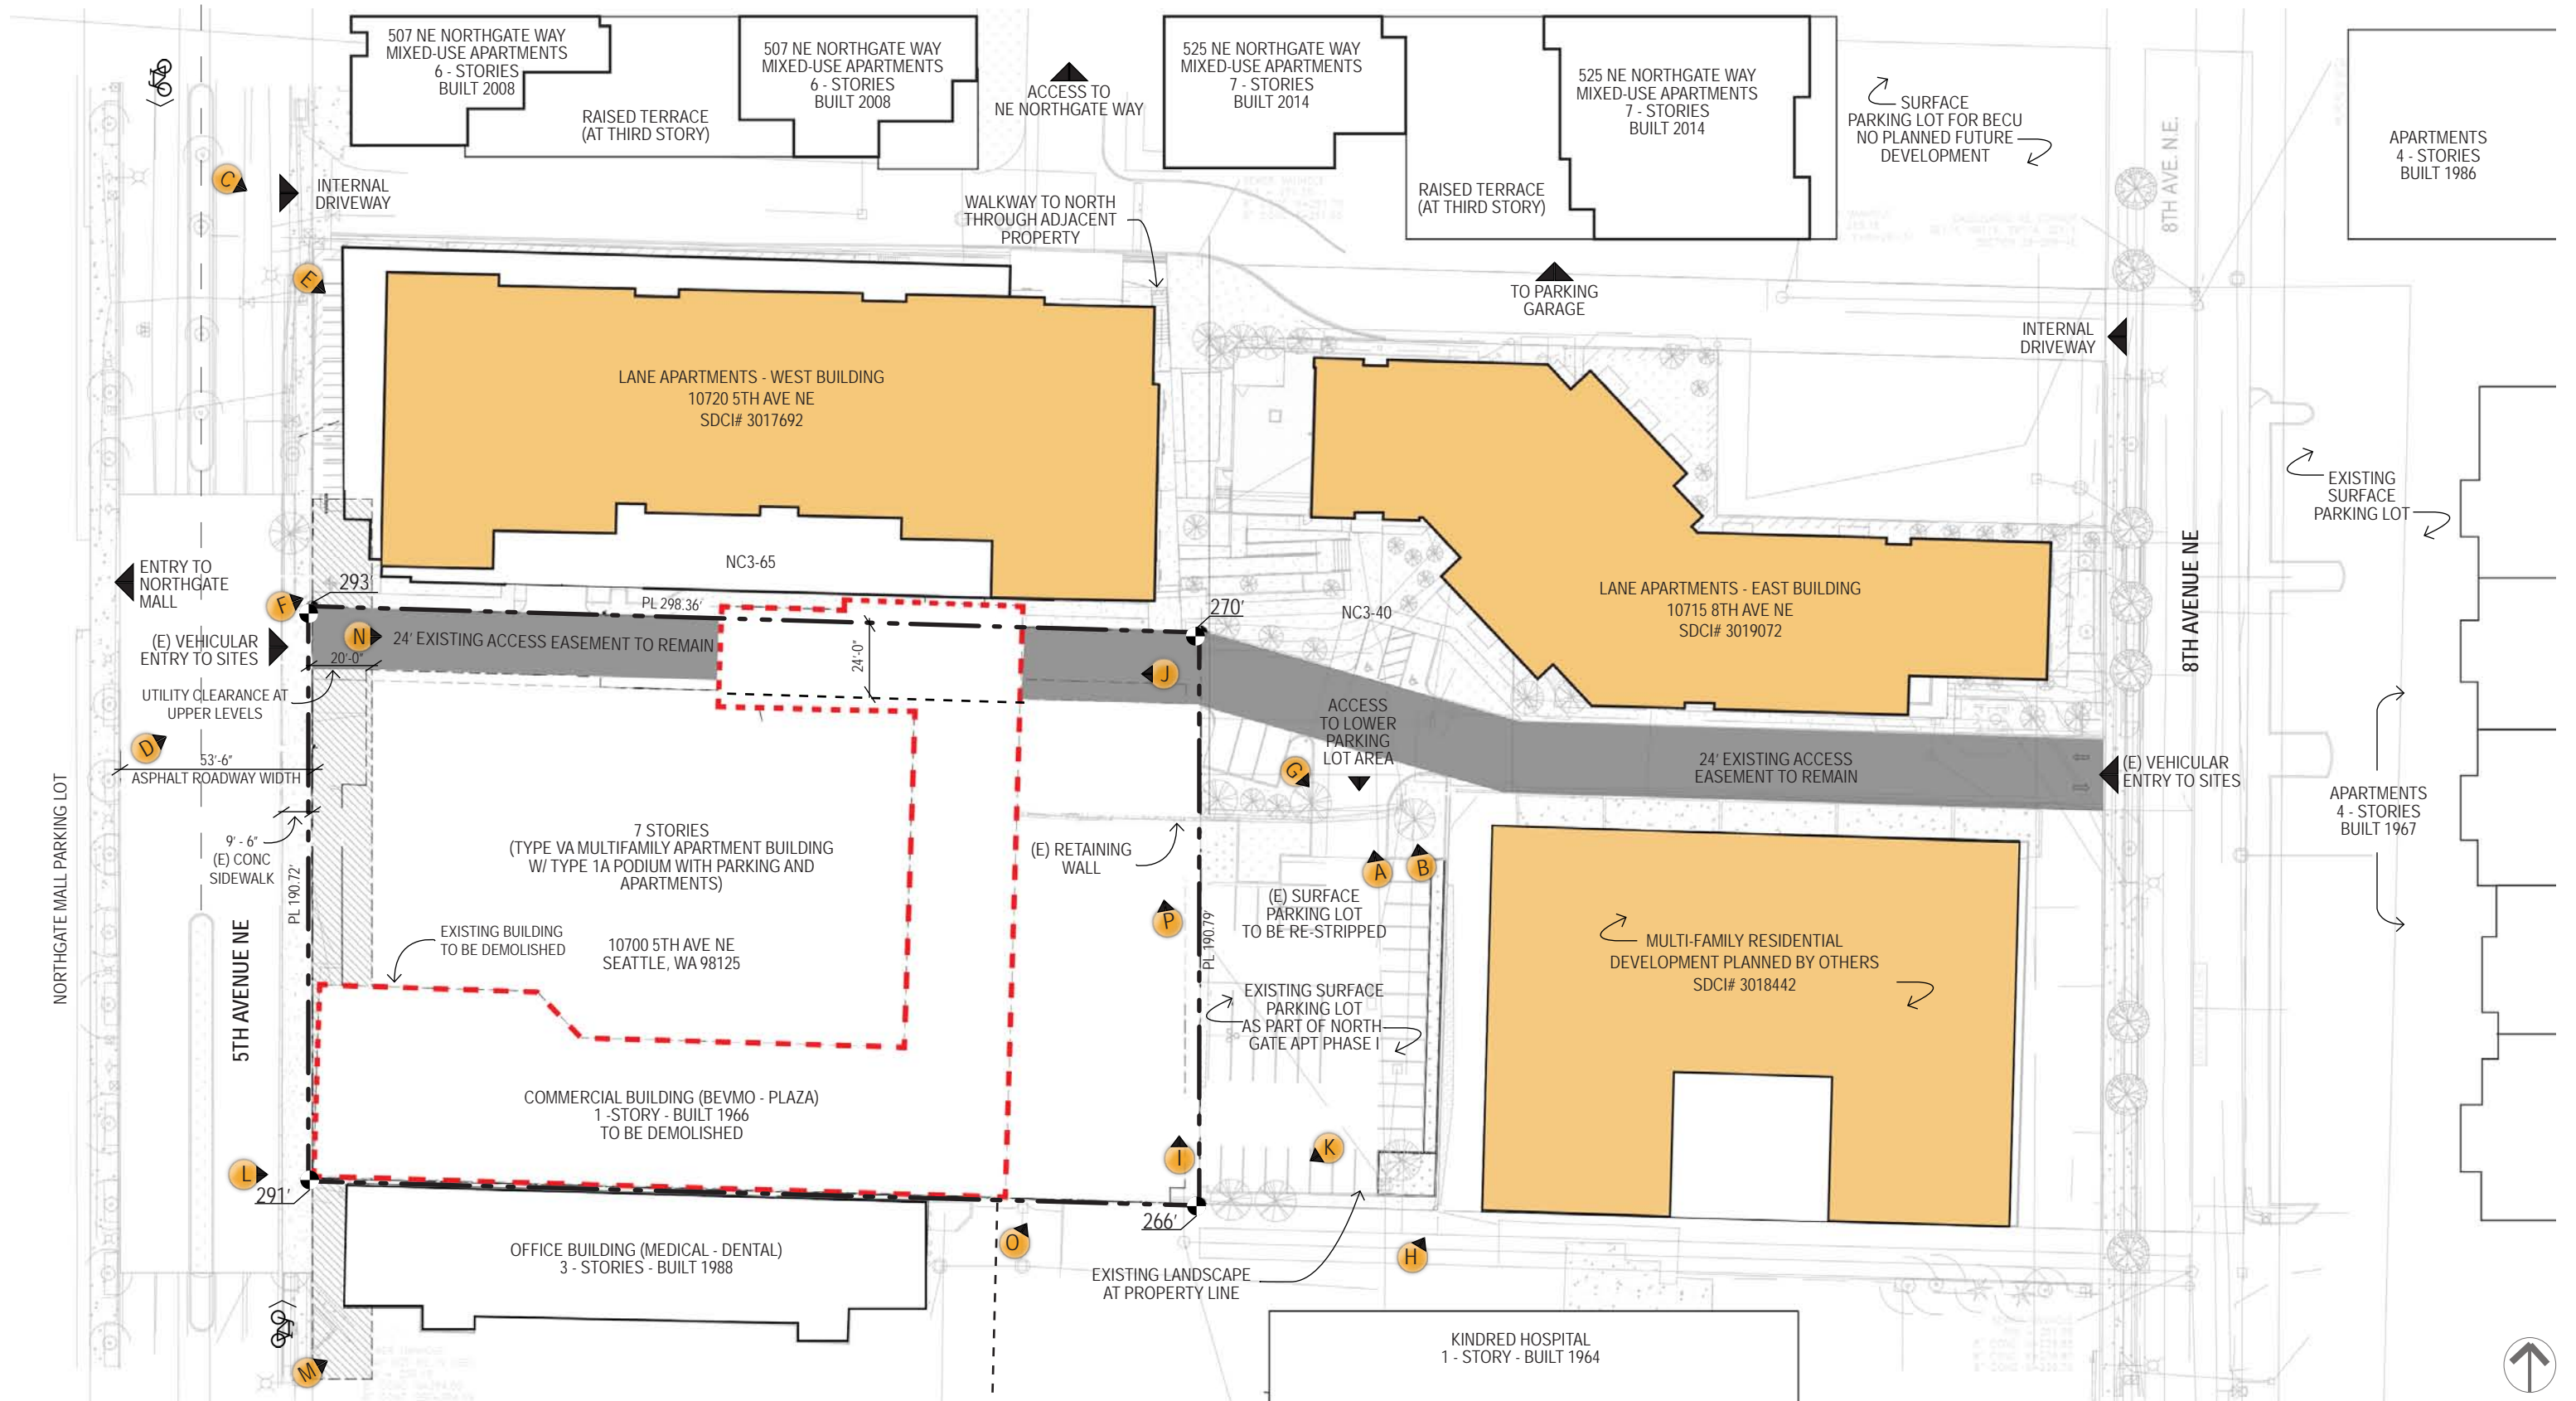 507 NE NORTHGATE WAY
MIXED-USE APARTMENTS
6 - STORIES
BUILT 2008
RAISED TERRACE
(AT THIRD STORY)
507 NE NORTHGATE WAY
MIXED-USE APARTMENTS
6 - STORIES
BUILT 2008
ACCESS TO
NE NORTHGATE WAY
525 NE NORTHGATE WAY
MIXED-USE APARTMENTS
7 - STORIES
BUILT 2014
RAISED TERRACE
(AT THIRD STORY)
525 NE NORTHGATE WAY
MIXED-USE APARTMENTS
7 - STORIES
BUILT 2014
SURFACE
PARKING LOT FOR BECU
NO PLANNED FUTURE
DEVELOPMENT
8TH AVE. N.E.
APARTMENTS
4 - STORIES
BUILT 1986
C
INTERNAL
DRIVEWAY
WALKWAY TO NORTH
THROUGH ADJACENT
PROPERTY
E
TO PARKING
GARAGE
INTERNAL
DRIVEWAY
LANE APARTMENTS - WEST BUILDING
10720 5TH AVE NE
SDCI# 3017692
EXISTING
SURFACE
PARKING LOT
ENTRY TO
NORTHGATE
MALL
NC3-65
LANE APARTMENTS - EAST BUILDING
10715 8TH AVE NE
SDCI# 3019072
8TH AVENUE NE
F
293
PL 298.36'
270'
NC3-40
(E) VEHICULAR
ENTRY TO SITES
N
24' EXISTING ACCESS EASEMENT TO REMAIN
20'-0"
24'-0"
J
UTILITY CLEARANCE AT
UPPER LEVELS
ACCESS
TO LOWER
PARKING
LOT AREA
D
53'-6"
ASPHALT ROADWAY WIDTH
G
24' EXISTING ACCESS
EASEMENT TO REMAIN
(E) VEHICULAR
ENTRY TO SITES
APARTMENTS
4 - STORIES
BUILT 1967
NORTHGATE MALL PARKING LOT
9' - 6"
(E) CONC
SIDEWALK
PL 190.72'
7 STORIES
(TYPE VA MULTIFAMILY APARTMENT BUILDING
W/ TYPE 1A PODIUM WITH PARKING AND
APARTMENTS)
(E) RETAINING
WALL
A
B
(E) SURFACE
PARKING LOT
TO BE RE-STRIPPED
P
PL 190.79'
5TH AVENUE NE
EXISTING BUILDING
TO BE DEMOLISHED
10700 5TH AVE NE
SEATTLE, WA 98125
MULTI-FAMILY RESIDENTIAL
DEVELOPMENT PLANNED BY OTHERS
SDCI# 3018442
EXISTING SURFACE
PARKING LOT
AS PART OF NORTH-
GATE APT PHASE I
COMMERCIAL BUILDING (BEVMO - PLAZA)
1 -STORY - BUILT 1966
TO BE DEMOLISHED
L
291'
I
K
266'
O
H
OFFICE BUILDING (MEDICAL - DENTAL)
3 - STORIES - BUILT 1988
EXISTING LANDSCAPE
AT PROPERTY LINE
M
KINDRED HOSPITAL
1 - STORY - BUILT 1964